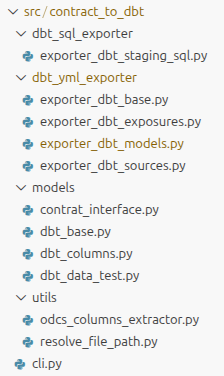 src/contract_to_dbt
dbt_sql_exporter
exporter_dbt_staging_sql.py
dbt_yml_exporter
exporter_dbt_base.py
exporter_dbt_exposures.py
exporter_dbt_models.py
exporter_dbt_sources.py
models
contrat_interface.py
dbt_base.py
dbt_columns.py
dbt_data_test.py
utils
odcs_columns_extractor.py
resolve_file_path.py
cli.py